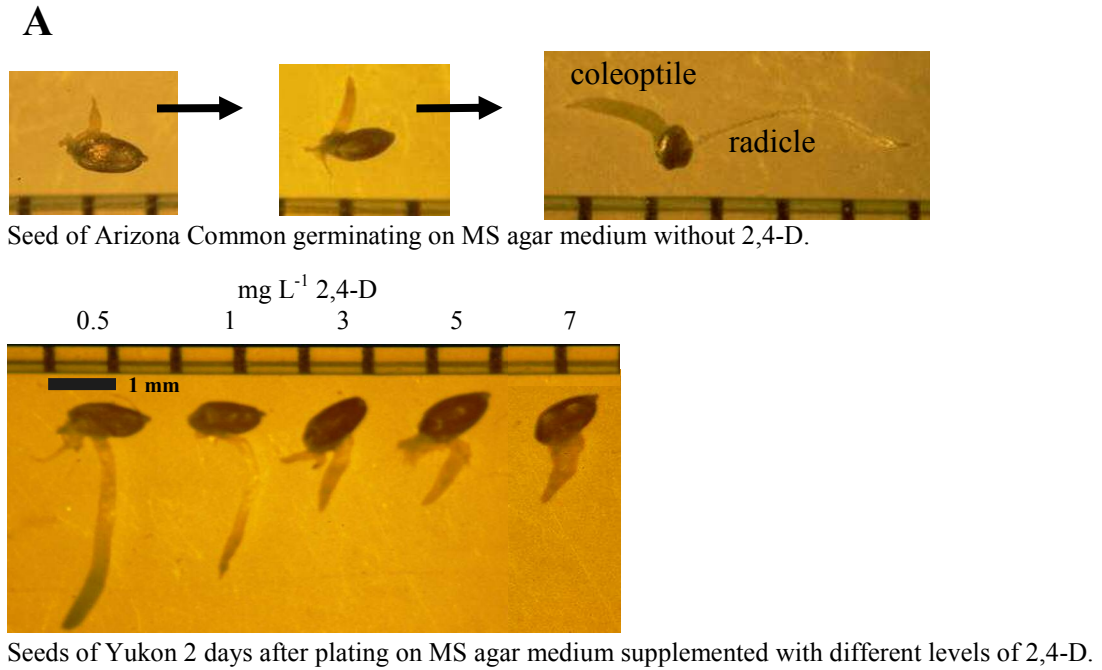 A
coleoptile
radicle
Seed of Arizona Common germinating on MS agar medium without 2,4-D.
mg L⁻¹ 2,4-D
0.5 1 3 5 7
1 mm
Seeds of Yukon 2 days after plating on MS agar medium supplemented with different levels of 2,4-D.